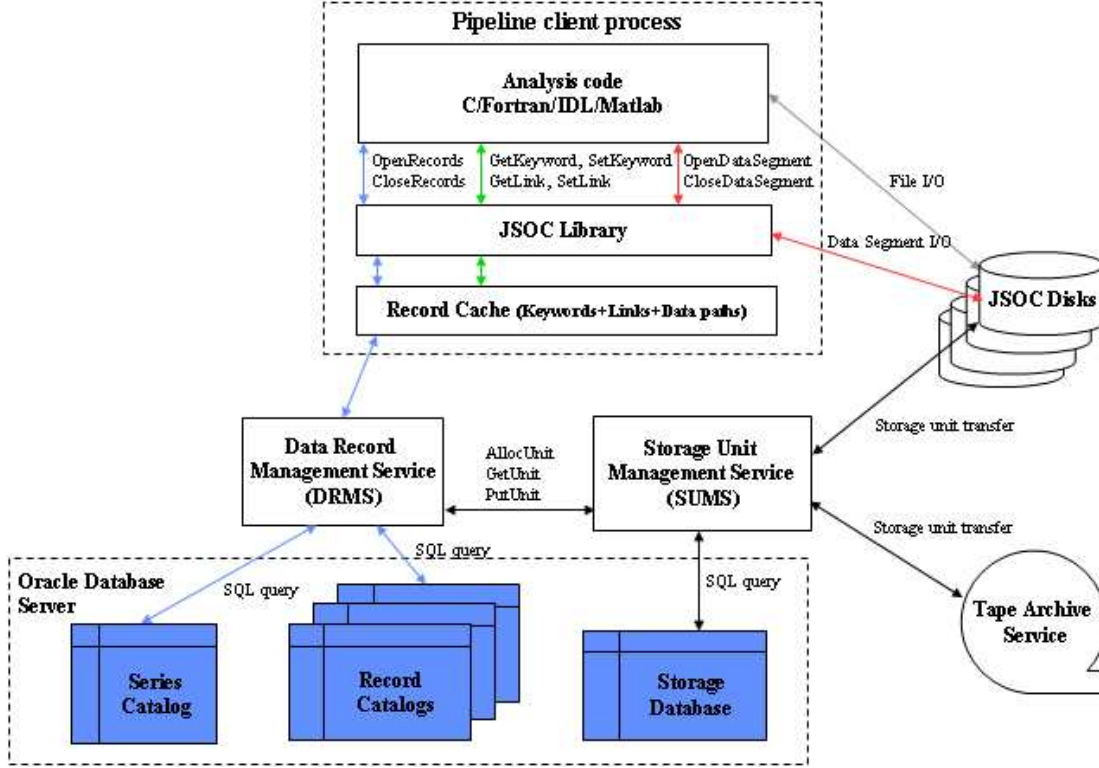 Pipeline client process
Analysis code
C/Fortran/IDL/Matlab
OpenRecords
CloseRecords
GetKeyword, SetKeyword
GetLink, SetLink
OpenDataSegment
CloseDataSegment
File I/O
JSOC Library
Data Segment I/O
JSOC Disks
Record Cache (Keywords+Links+Data paths)
Data Record
Management Service
(DRMS)
AllocUnit
GetUnit
PutUnit
Storage Unit
Management Service
(SUMS)
Storage unit transfer
Storage unit transfer
SQL query
SQL query
SQL query
Oracle Database
Server
Series
Catalog
Record
Catalogs
Storage
Database
Tape Archive
Service